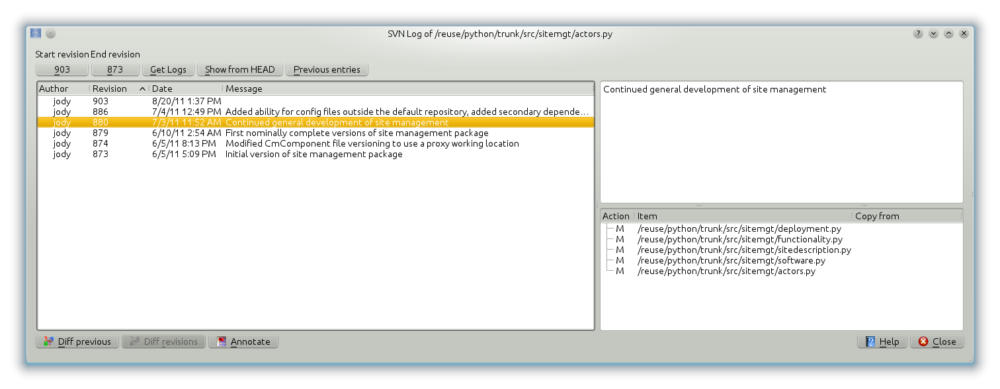 SVN Log of /reuse/python/trunk/src/sitemgt/actors.py
Start revision End revision
903 873 Get Logs Show from HEAD Previous entries
Author Revision Date Message
jody 903 8/20/11 1:37 PM
jody 886 7/4/11 12:49 PM Added ability for config files outside the default repository, added secondary depende...
jody 880 7/3/11 11:52 AM Continued general development of site management
jody 879 6/10/11 2:54 AM First nominally complete versions of site management package
jody 874 6/5/11 8:13 PM Modified CmComponent file versioning to use a proxy working location
jody 873 6/5/11 5:09 PM Initial version of site management package
Continued general development of site management
Action Item Copy from
M /reuse/python/trunk/src/sitemgt/deployment.py
M /reuse/python/trunk/src/sitemgt/functionality.py
M /reuse/python/trunk/src/sitemgt/sitedescription.py
M /reuse/python/trunk/src/sitemgt/software.py
M /reuse/python/trunk/src/sitemgt/actors.py
Diff previous Diff revisions Annotate Help Close